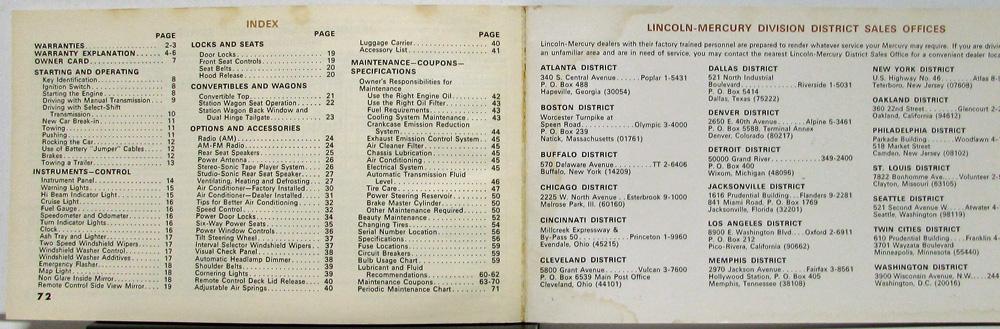 INDEX
PAGE
WARRANTIES 2-3
WARRANTY EXPLANATION 4-6
OWNER CARD 7
STARTING AND OPERATING
Key Identification 8
Ignition Switch 8
Starting the Engine 8
Driving with Manual Transmission 9
Driving with Select-Shift
Transmission 10
New Car Break-in 11
Towing 11
Pushing 11
Rocking the Car 12
Use of Battery "Jumper" Cables 12
Brakes 12
Towing a Trailer 13
INSTRUMENTS—CONTROL
Instrument Panel 14
Warning Lights 15
Hi Beam Indicator Light 15
Cruise Light 16
Fuel Gauge 16
Speedometer and Odometer 16
Turn Indicator Lights 16
Clock 16
Ash Tray and Lighter 17
Two Speed Windshield Wipers 17
Windshield Washer Control 17
Windshield Washer Additives 17
Emergency Flasher 18
Map Light 18
Non Glare Inside Mirror 18
Remote Control Side View Mirror 19
72
PAGE
LOCKS AND SEATS
Door Locks 19
Front Seat Controls 19
Seat Belts 20
Hood Release 20
CONVERTIBLES AND WAGONS
Convertible Top 21
Station Wagon Seat Operation 22
Station Wagon Back Window and
Dual Hinge Tailgate 23
OPTIONS AND ACCESSORIES
Radio (AM) 24
AM-FM Radio 24
Rear Seat Speakers 25
Power Antenna 26
Stereo-Sonic Tape Player System 26
Studio-Sonic Rear Seat Speaker 27
Ventilating, Heating and Defrosting 27
Air Conditioner—Factory Installed 30
Air Conditioner—Dealer Installed 31
Tips for Better Air Conditioning 32
Speed Control 32
Power Door Locks 34
Six-Way Power Seats 35
Power Window Controls 36
Tilt Steering Wheel 37
Interval Selector Windshield Wipers 37
Visual Check Panel 38
Automatic Headlamp Dimmer 38
Shoulder Belts 39
Cornering Lights 39
Remote Control Deck Lid Release 40
Adjustable Air Springs 40
PAGE
Luggage Carrier 40
Accessory List 41
MAINTENANCE—COUPONS—
SPECIFICATIONS
Owner's Responsibilities for
Maintenance
Use the Right Engine Oil 42
Use the Right Oil Filter 43
Fuel Requirements 43
Cooling System Maintenance 43
Crankcase Emission Reduction
System 44
Exhaust Emission Control System 45
Air Cleaner Filter 45
Chassis Lubrication 45
Air Conditioning 45
Electrical System 45
Automatic Transmission Fluid
Level 46
Tire Care 47
Power Steering Reservoir 50
Brake Master Cylinder 50
Other Maintenance Required 50
Beauty Maintenance 52
Changing Tires 54
Serial Number Location 56
Specifications 56
Fuse Locations 58
Circuit Breakers 59
Bulb Usage Chart 59
Lubricant and Fluid
Recommendations 60-62
Maintenance Coupons 63-70
Periodic Maintenance Chart 71
LINCOLN-MERCURY DIVISION DISTRICT SALES OFFICES
Lincoln-Mercury dealers with their factory trained personnel are prepared to render whatever service your Mercury may require. If you are drivi
an unfamiliar area and are in need of service, you may contact the nearest Lincoln-Mercury District Sales Office for a convenient dealer loca
ATLANTA DISTRICT
340 S. Central Avenue Poplar 1-5431
P. O. Box 488
Hapeville, Georgia (30054)
BOSTON DISTRICT
Worcester Turnpike at
Speen Road Olympic 3-4000
P. O. Box 239
Natick, Massachusetts (01761)
BUFFALO DISTRICT
570 Delaware Avenue TT 2-6406
Buffalo, New York (14209)
CHICAGO DISTRICT
2225 W. North Avenue Esterbrook 9-1000
Melrose Park, Ill. (60160)
CINCINNATI DISTRICT
Millcreek Expressway &
By-Pass 50 Princeton 1-9960
Evendale, Ohio (45215)
CLEVELAND DISTRICT
5800 Grant Avenue Vulcan 3-7600
P. O. Box 6539 Main Post Office
Cleveland, Ohio (44101)
DALLAS DISTRICT
521 North Industrial
Boulevard Riverside 1-5031
P. O. Box 5414
Dallas, Texas (75222)
DENVER DISTRICT
2650 E. 40th Avenue Alpine 5-3461
P. O. Box 5588, Terminal Annex
Denver, Colorado (80217)
DETROIT DISTRICT
50000 Grand River 349-2400
P. O. Box 400
Wixom, Michigan (48096)
JACKSONVILLE DISTRICT
1616 Prudential Building Flanders 9-2281
841 Miami Road, P. O. Box 1769
Jacksonville, Florida (32201)
LOS ANGELES DISTRICT
8900 E. Washington Blvd. Oxford 2-6911
P. O. Box 212
Pico-Rivera, California (90662)
MEMPHIS DISTRICT
2970 Jackson Avenue Fairfax 3-8561
Hollywood Station, P. O. Box 405
Memphis, Tennessee (38108)
NEW YORK DISTRICT
U.S. Highway No. 46 Atlas 8-
Teterboro, New Jersey (07608)
OAKLAND DISTRICT
360 22nd Street Glencourt 2-
Oakland, California (94612)
PHILADELPHIA DISTRICT
Parkade Building Woodlawn 4-
518 Market Street
Camden, New Jersey (08102)
ST. LOUIS DISTRICT
7822 Bonhomme Ave. Volunteer 2-
Clayton, Missouri (63105)
SEATTLE DISTRICT
521 Second Avenue W. Atwater 4-
Seattle, Washington (98119)
TWIN CITIES DISTRICT
610 Prudential Building Franklin 4-
3701 Wayzata Boulevard
Minneapolis, Minnesota (55440)
WASHINGTON DISTRICT
3900 Wisconsin Avenue, N.W. 244
Washington, D.C. (20016)